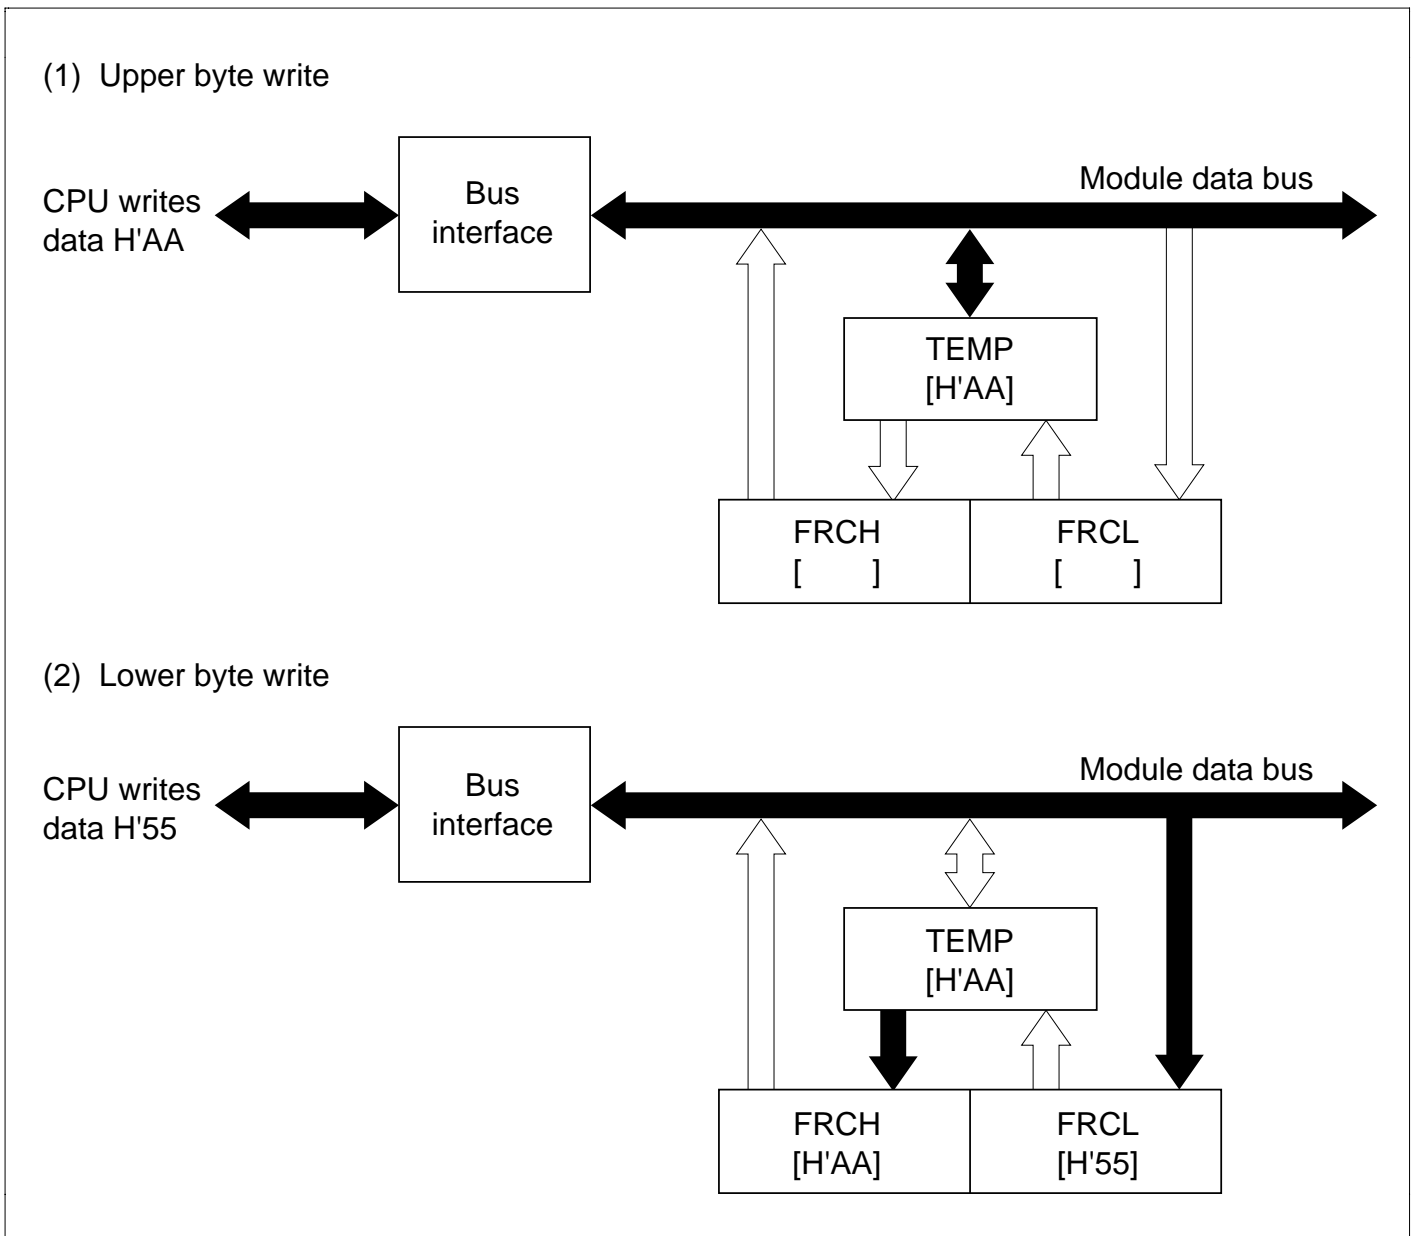 (1) Upper byte write
CPU writes
data H'AA
Bus
interface
Module data bus
TEMP
[H'AA]
FRCH
[ ]
FRCL
[ ]
(2) Lower byte write
CPU writes
data H'55
Bus
interface
Module data bus
TEMP
[H'AA]
FRCH
[H'AA]
FRCL
[H'55]